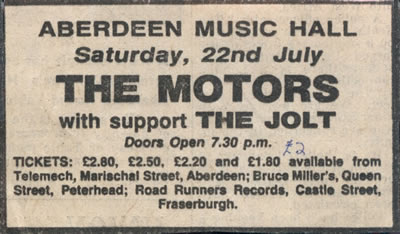 ABERDEEN MUSIC HALL
Saturday, 22nd July
THE MOTORS
with support THE JOLT
Doors Open 7.30 p.m. £2
TICKETS: £2.80, £2.50, £2.20 and £1.80 available from
Telemech, Marischal Street, Aberdeen; Bruce Miller's, Queen
Street, Peterhead; Road Runners Records, Castle Street,
Fraserburgh.